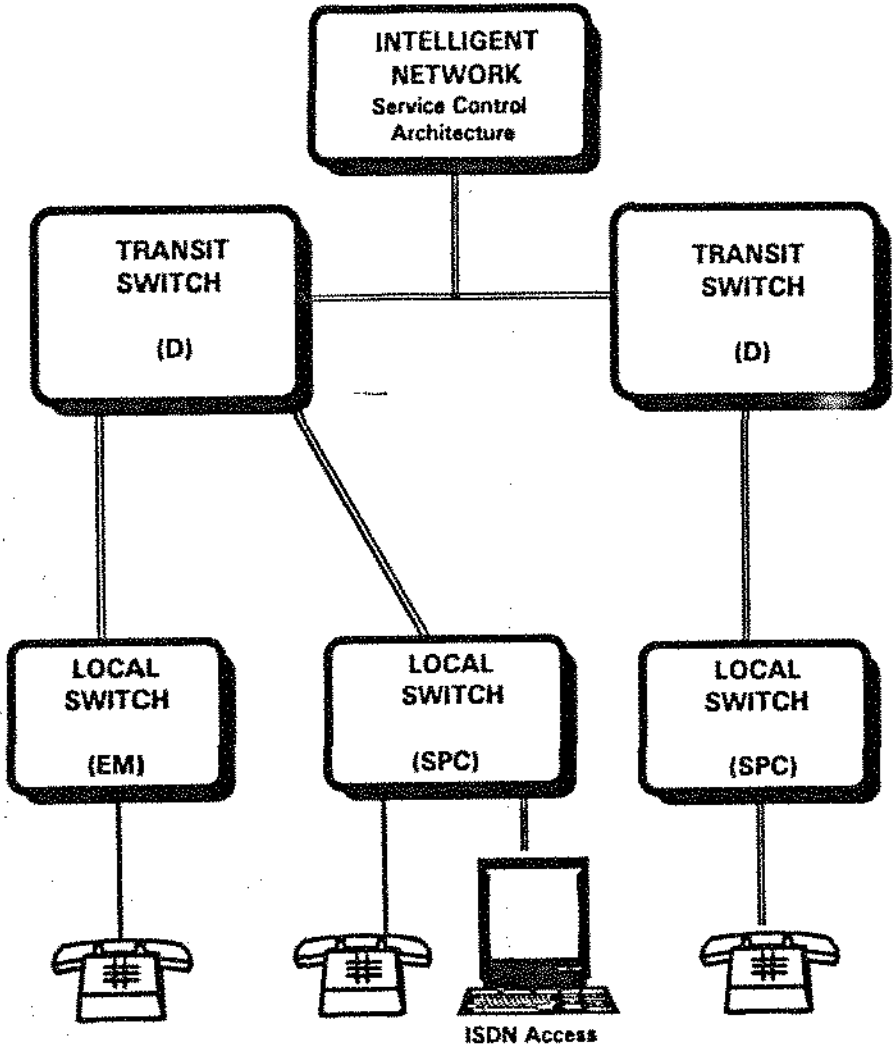 INTELLIGENT
NETWORK
Service Control
Architecture
TRANSIT
SWITCH
(D)
TRANSIT
SWITCH
(D)
LOCAL
SWITCH
(EM)
LOCAL
SWITCH
(SPC)
LOCAL
SWITCH
(SPC)
ISDN Access